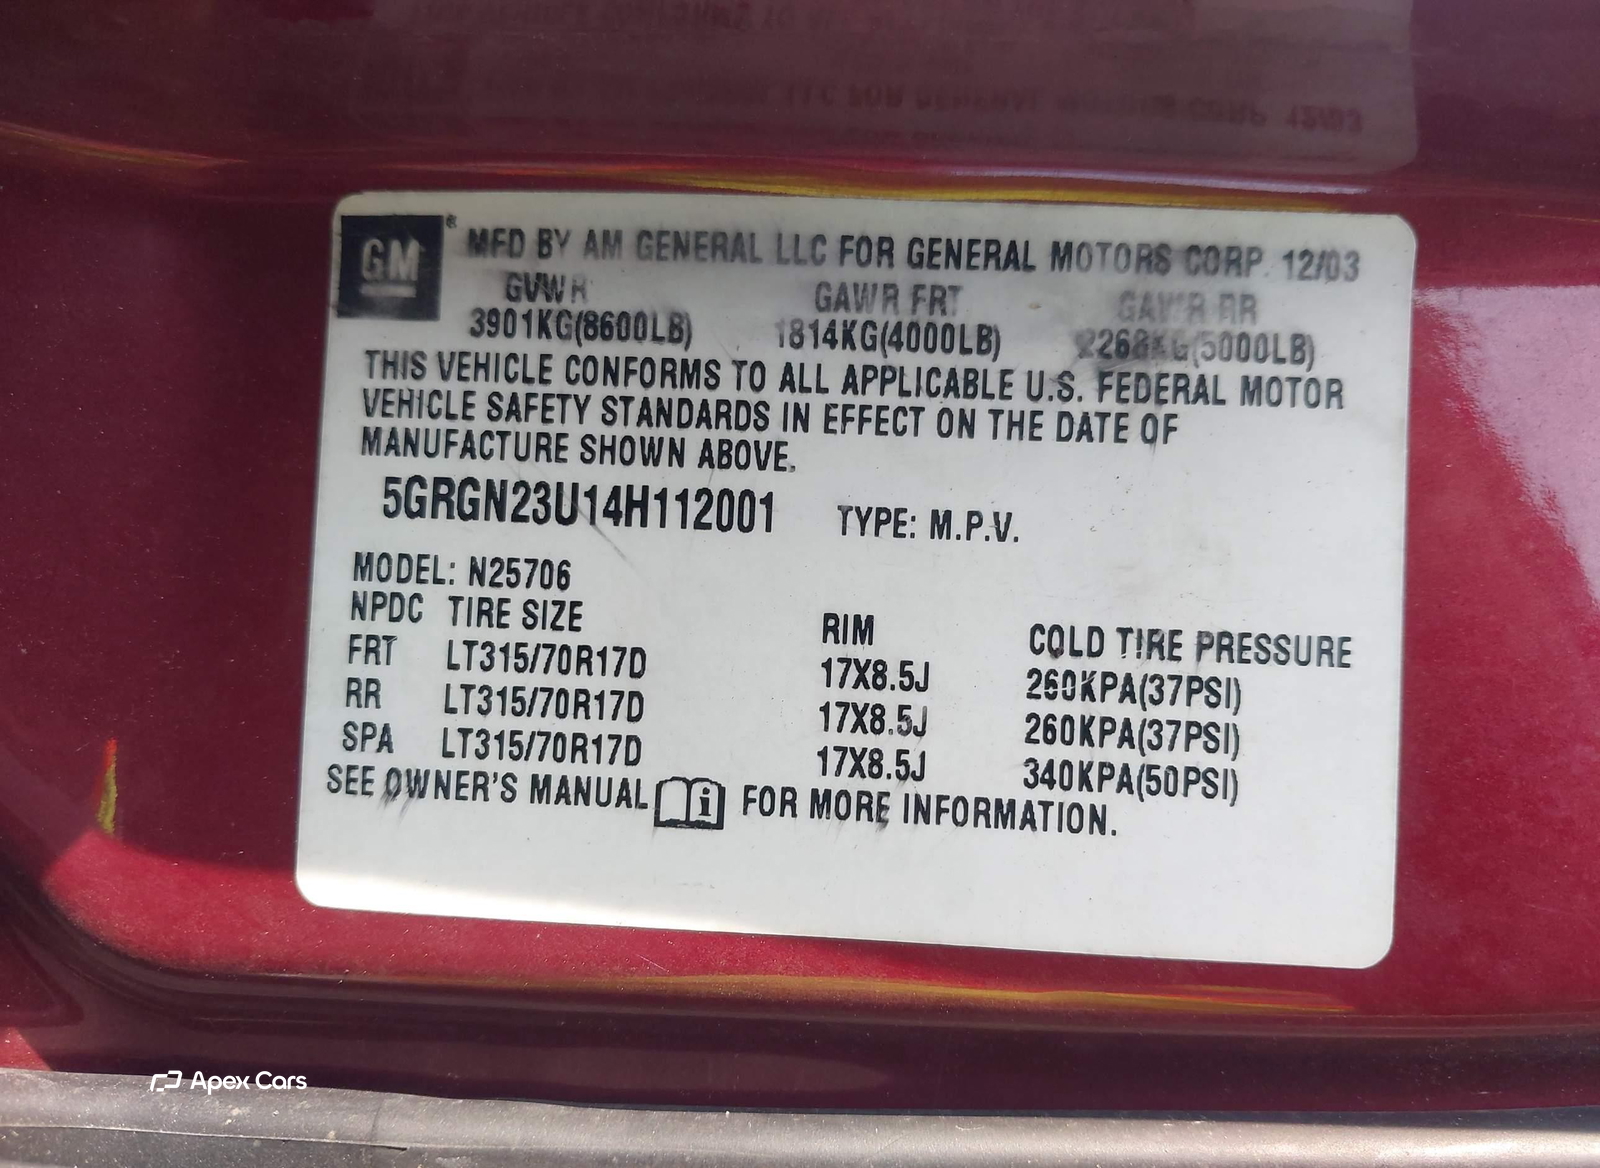 GM ® MFD BY AM GENERAL LLC FOR GENERAL MOTORS CORP. 12/03
GVWR GAWR FRT GAWR RR
3901KG(8600LB) 1814KG(4000LB) 2268KG(5000LB)
THIS VEHICLE CONFORMS TO ALL APPLICABLE U.S. FEDERAL MOTOR
VEHICLE SAFETY STANDARDS IN EFFECT ON THE DATE OF
MANUFACTURE SHOWN ABOVE.
5GRGN23U14H112001 TYPE: M.P.V.
MODEL: N25706
NPDC TIRE SIZE RIM COLD TIRE PRESSURE
FRT LT315/70R17D 17X8.5J 260KPA(37PSI)
RR LT315/70R17D 17X8.5J 260KPA(37PSI)
SPA LT315/70R17D 17X8.5J 340KPA(50PSI)
SEE OWNER'S MANUAL i FOR MORE INFORMATION.
Apex Cars